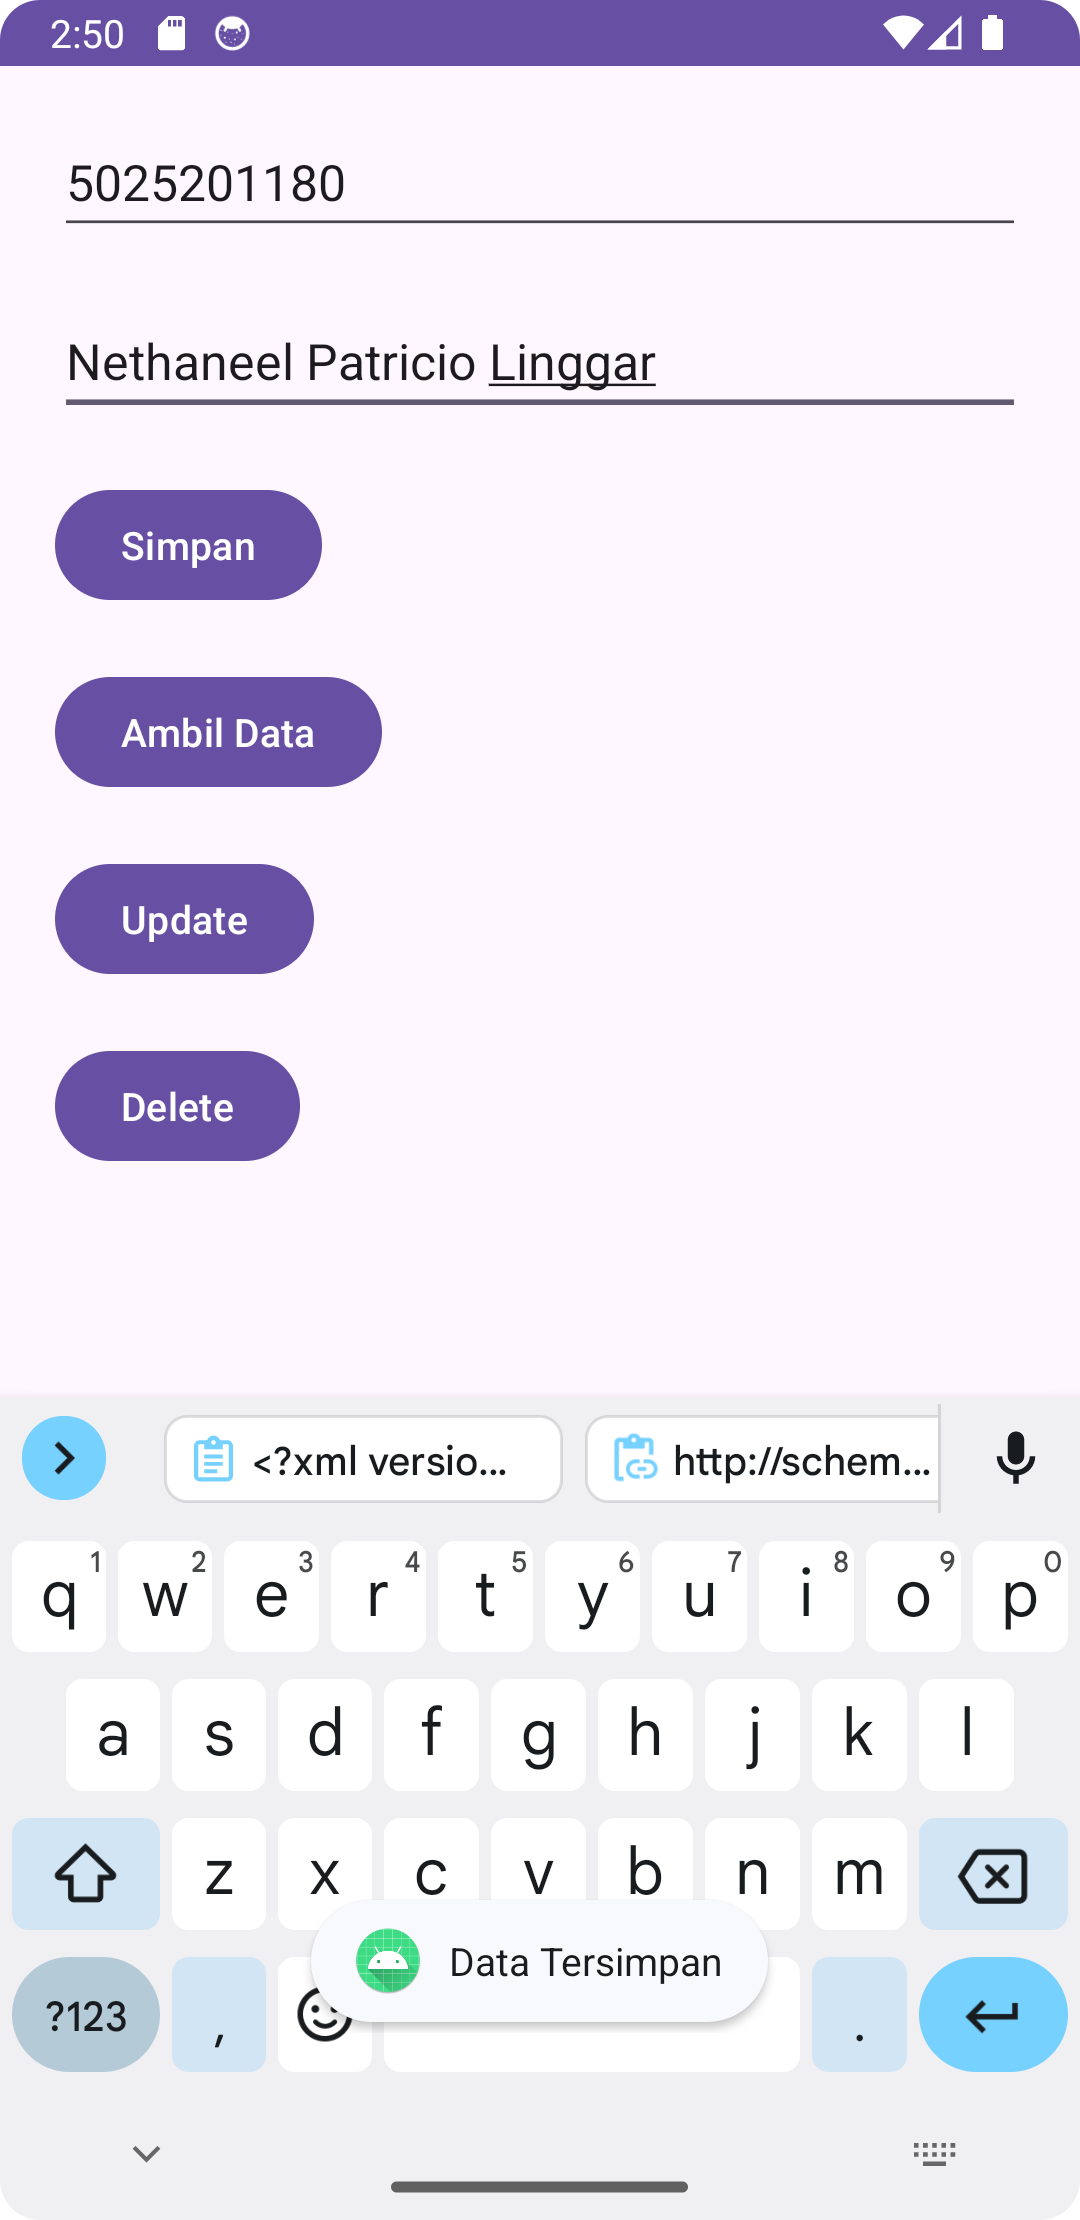 2:50
5025201180
Nethaneel Patricio Linggar
Simpan
Ambil Data
Update
Delete
<?xml versio... http://schem...
1 2 3 4 5 6 7 8 9 0
q w e r t y u i o p
a s d f g h j k l
z x c v b n m
Data Tersimpan
?123 , .